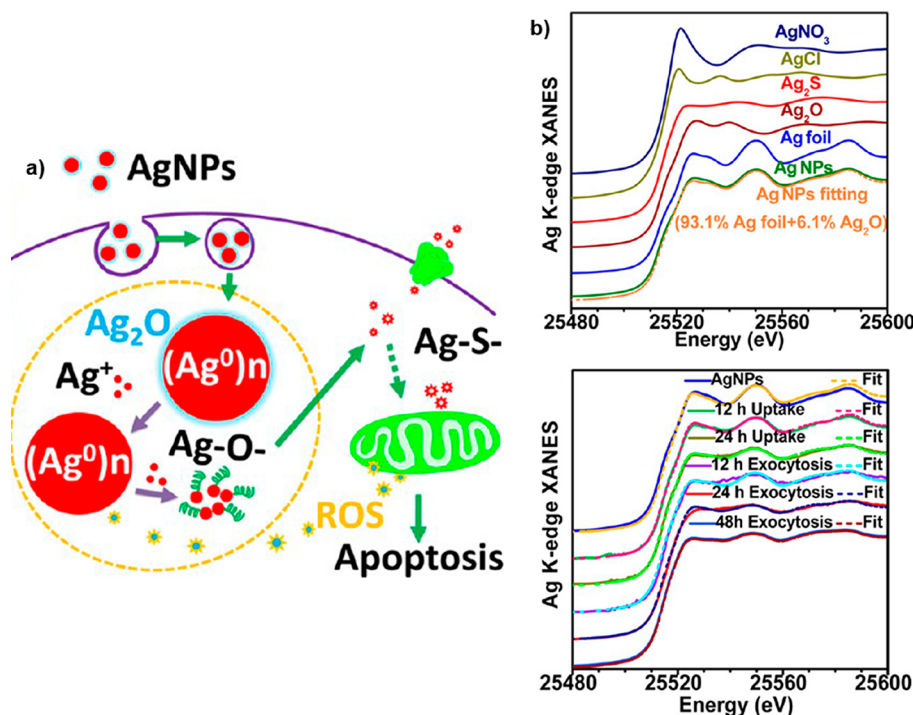 a)
AgNPs
Ag₂O
(Ag⁰)n
Ag⁺
Ag-S-
Ag-O-
(Ag⁰)n
ROS
Apoptosis
b)
Ag K-edge XANES
AgNO₃
AgCl
Ag₂S
Ag₂O
Ag foil
Ag NPs
Ag NPs fitting
(93.1% Ag foil+6.1% Ag₂O)
25480 25520 25560 25600
Energy (eV)
Ag K-edge XANES
AgNPs Fit
12 h Uptake Fit
24 h Uptake Fit
12 h Exocytosis Fit
24 h Exocytosis Fit
48h Exocytosis Fit
25480 25520 25560 25600
Energy (eV)